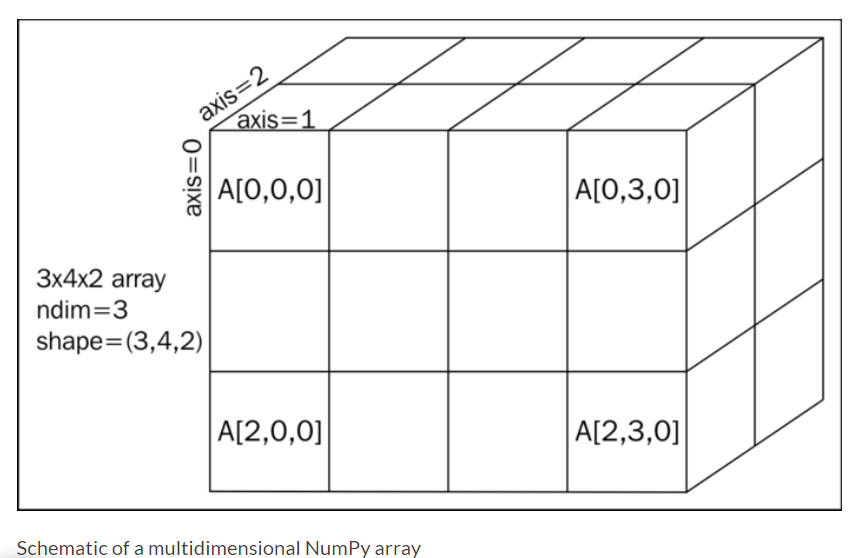 axis=2
axis=1
axis=0
A[0,0,0]
A[0,3,0]
3x4x2 array
ndim=3
shape=(3,4,2)
A[2,0,0]
A[2,3,0]
Schematic of a multidimensional NumPy array